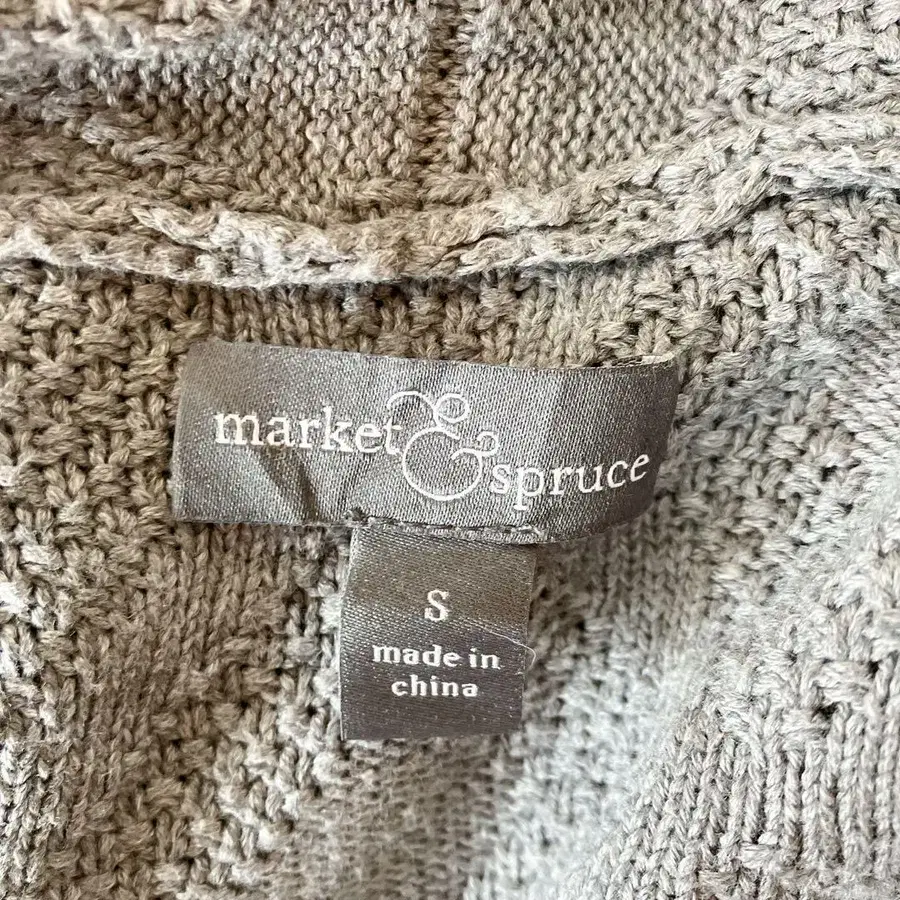 market & spruce
S
made in
china